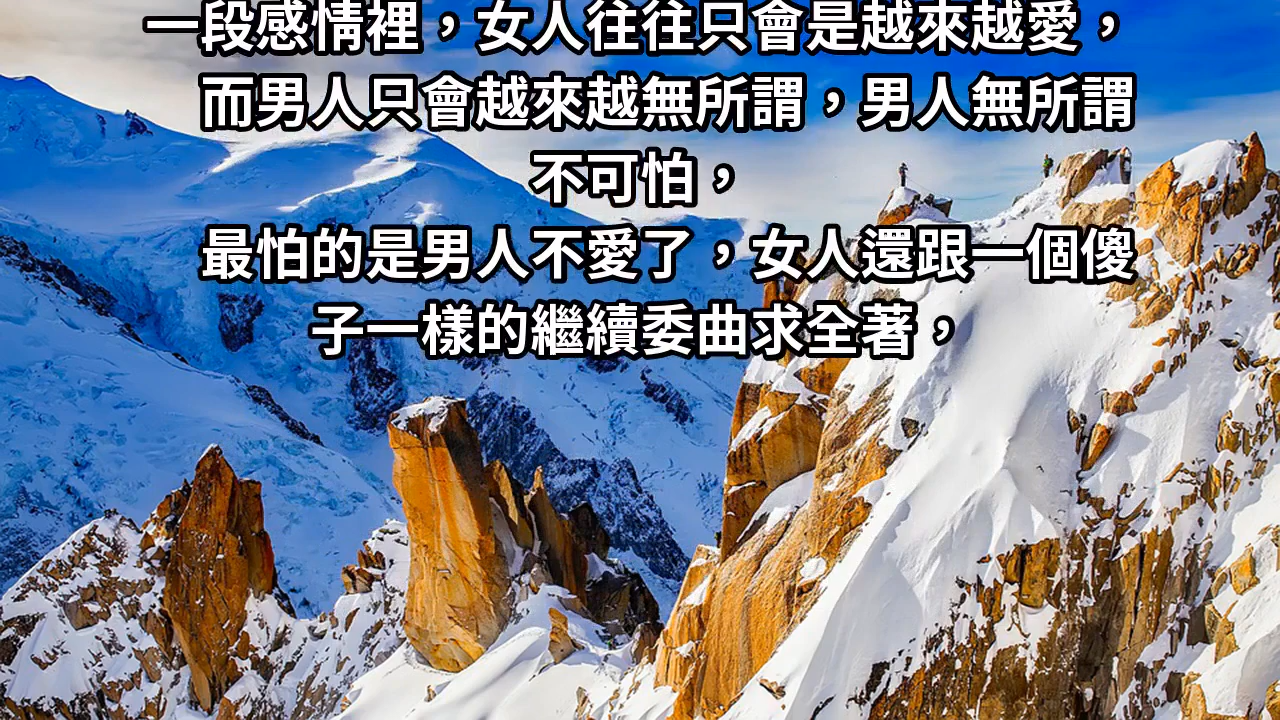 一段感情裡，女人往往只會是越來越愛，
而男人只會越來越無所謂，男人無所謂
不可怕，
最怕的是男人不愛了，女人還跟一個傻
子一樣的繼續委曲求全著，